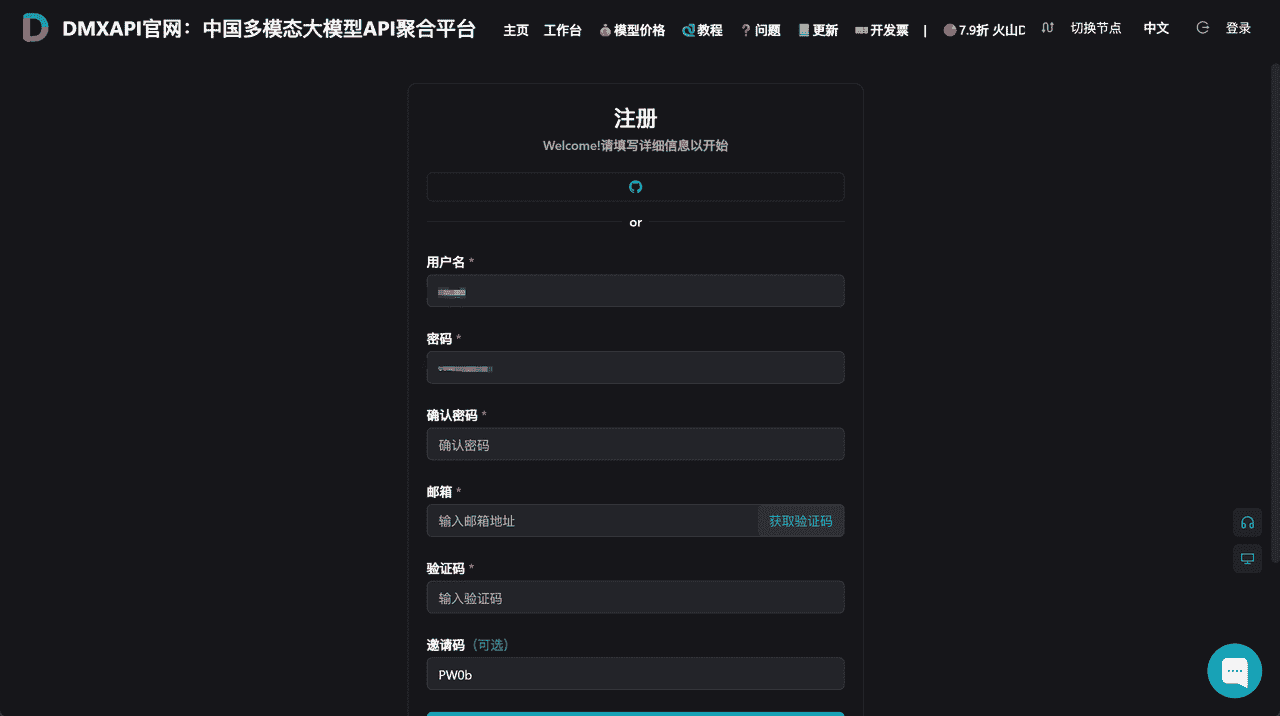 DMXAPI官网：中国多模态大模型API聚合平台
主页 工作台 模型价格 教程 ? 问题 更新 开发票 | 7.9折 火山D 切换节点 中文 登录
注册
Welcome!请填写详细信息以开始
or
用户名 *
密码 *
确认密码 *
确认密码
邮箱 *
输入邮箱地址 获取验证码
验证码 *
输入验证码
邀请码（可选）
PW0b